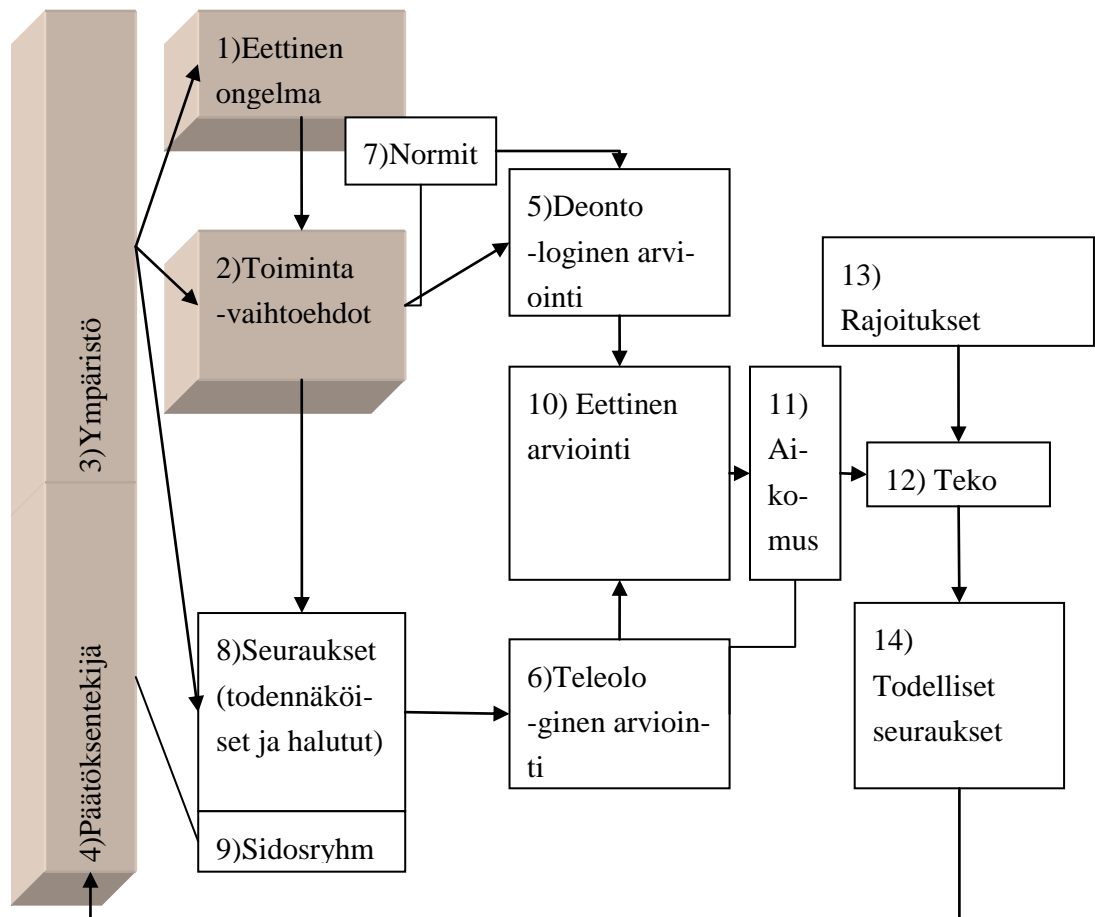 1)Eettinen
ongelma
7)Normit
2)Toiminta
-vaihtoehdot
3)Ympäristö
4)Päätöksentekijä
5)Deonto
-loginen arvi-
ointi
13)
Rajoitukset
10) Eettinen
arviointi
11)
Ai-
ko-
mus
12) Teko
8)Seuraukset
(todennäköi-
set ja halutut)
9)Sidosryhm
6)Teleolo
-ginen arvioin-
ti
14)
Todelliset
seuraukset